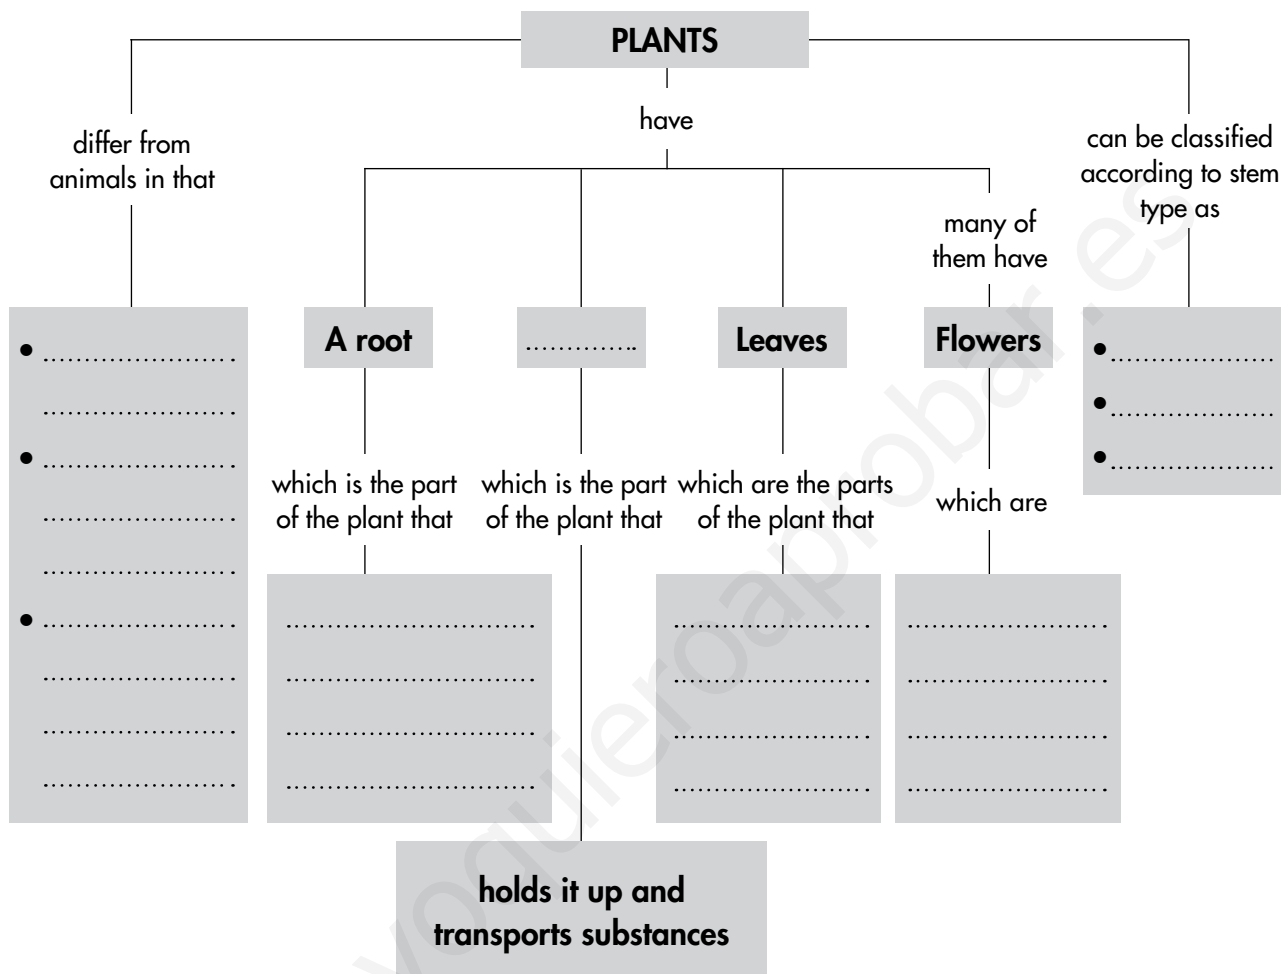 PLANTS
have
differ from
animals in that
can be classified
according to stem
type as
many of
them have
A root
..............
Leaves
Flowers
which is the part
of the plant that
which is the part
of the plant that
which are the parts
of the plant that
which are
holds it up and
transports substances
yoquieroaprobar.es